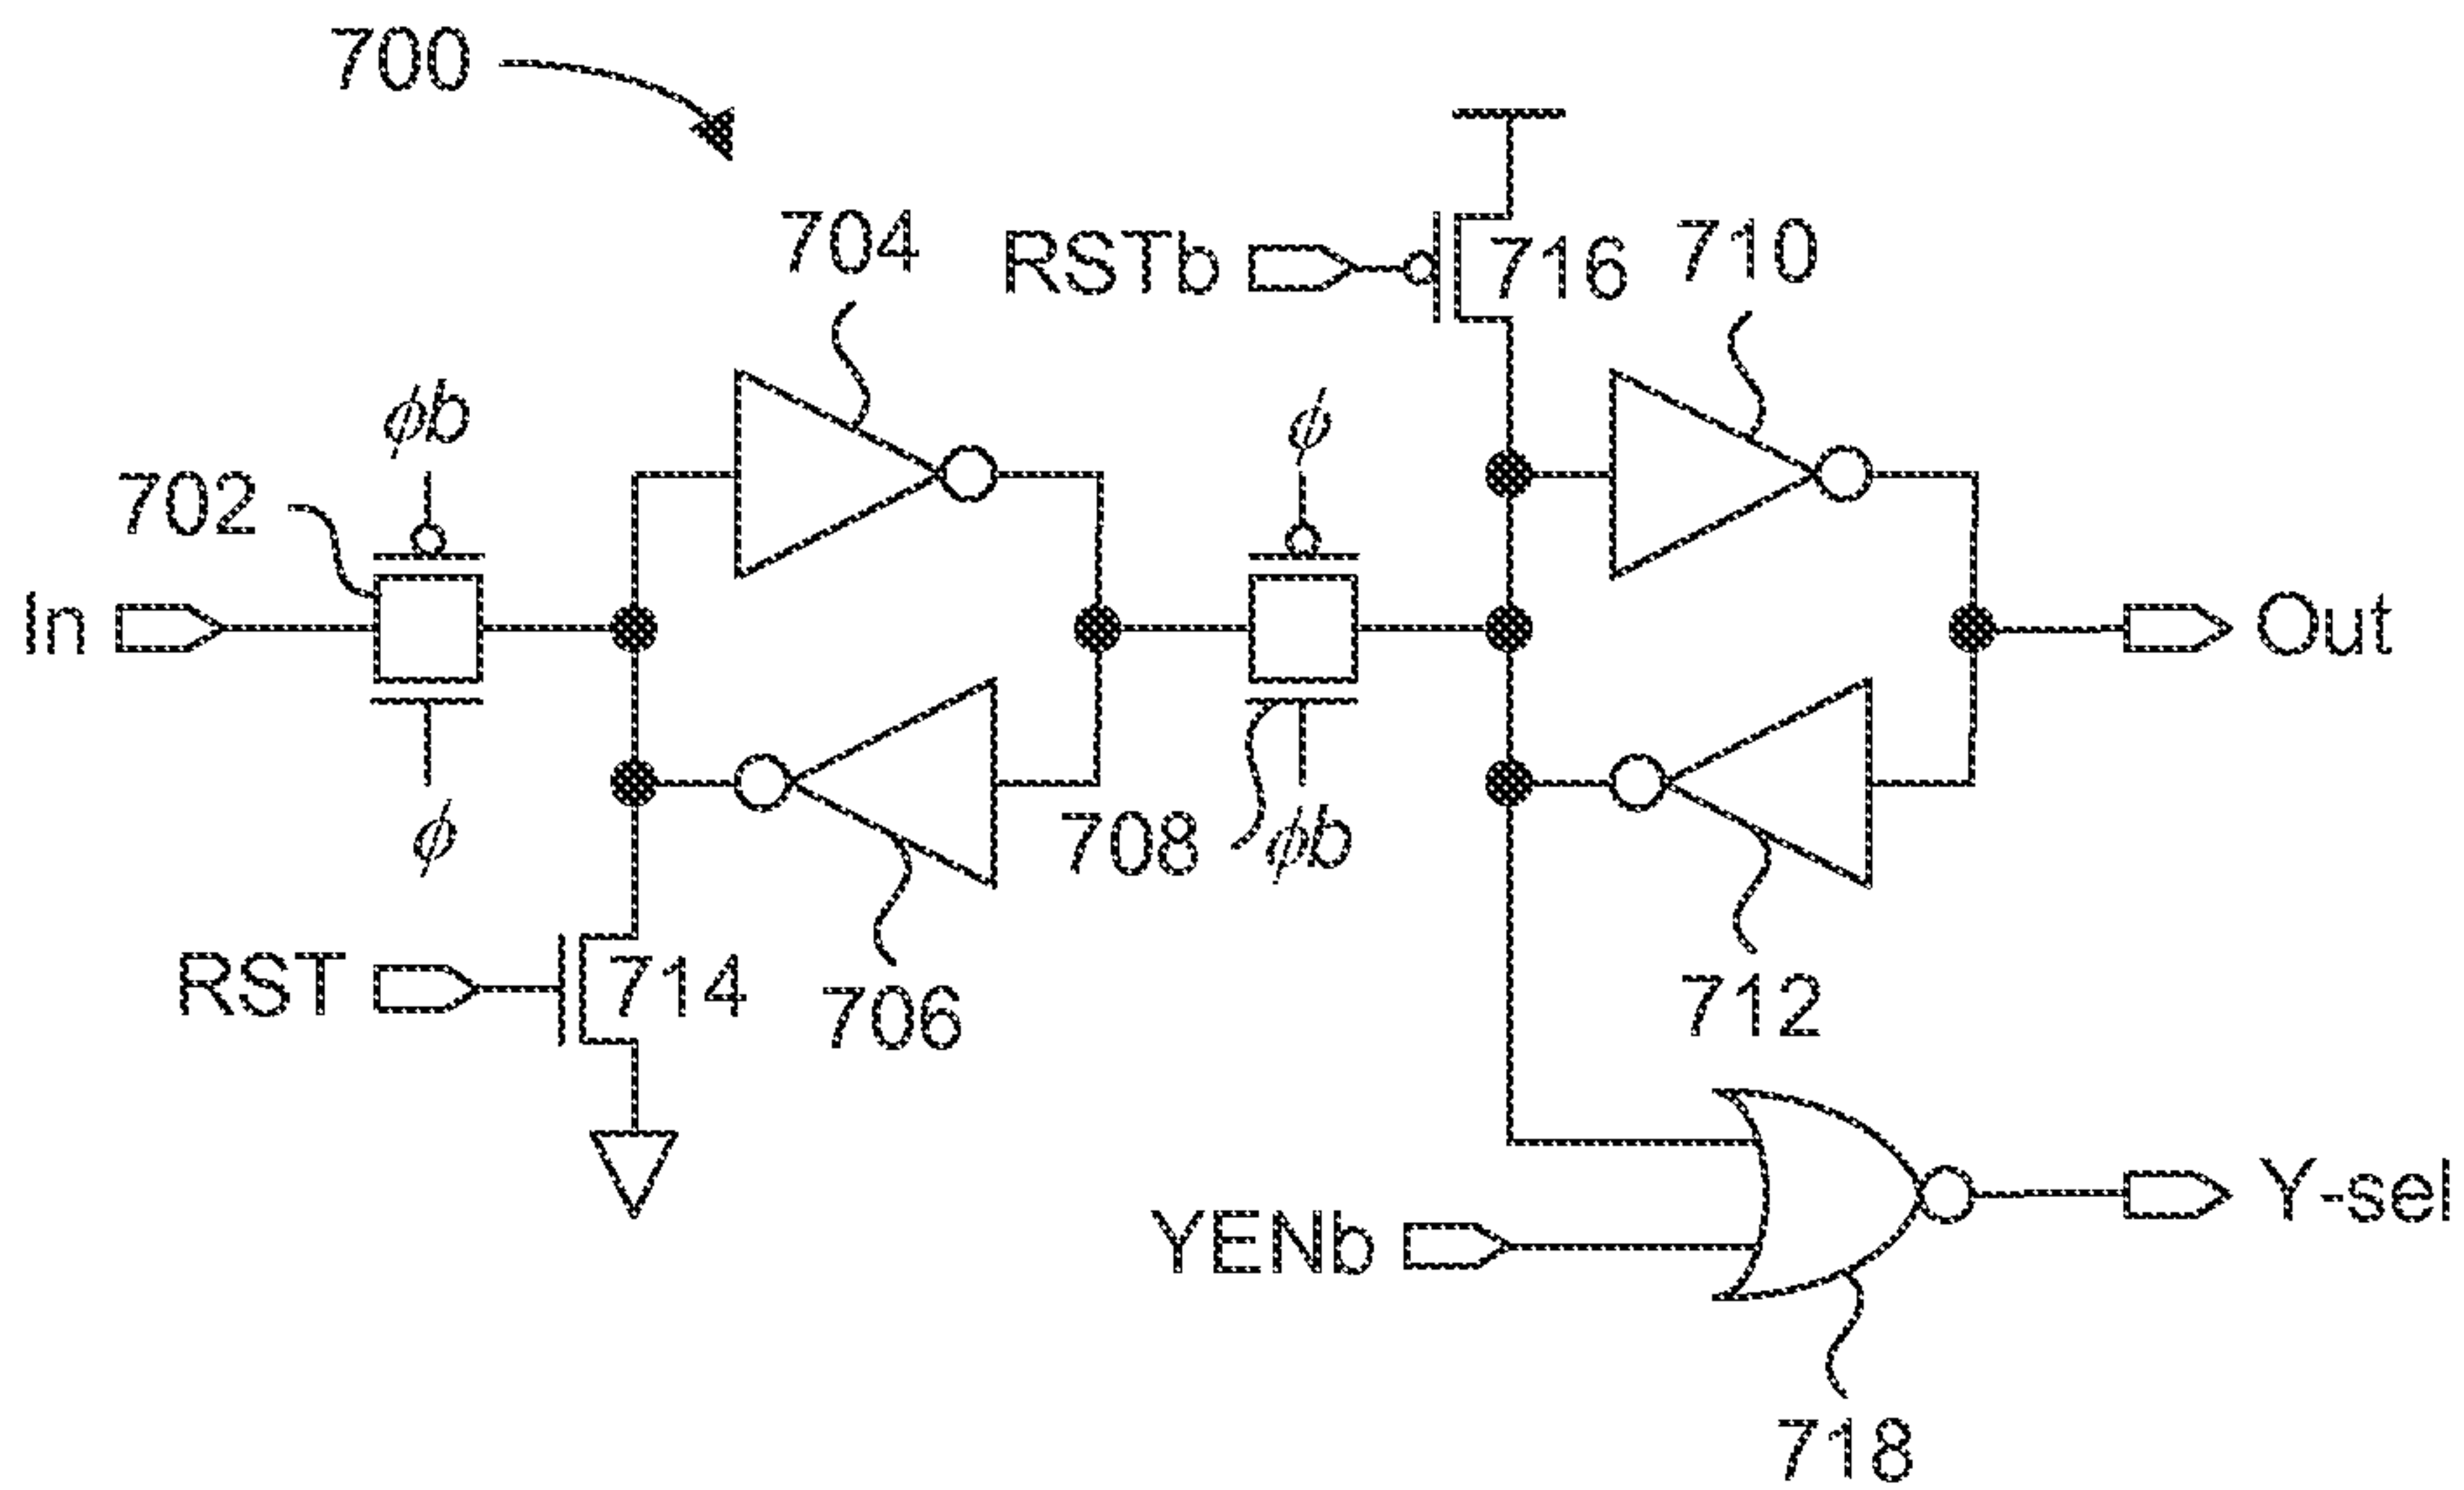 700
704
RSTb
716
710
ϕb
ϕ
702
In
Out
708
ϕb
ϕ
RST
714
706
712
YENb
Y-sel
718